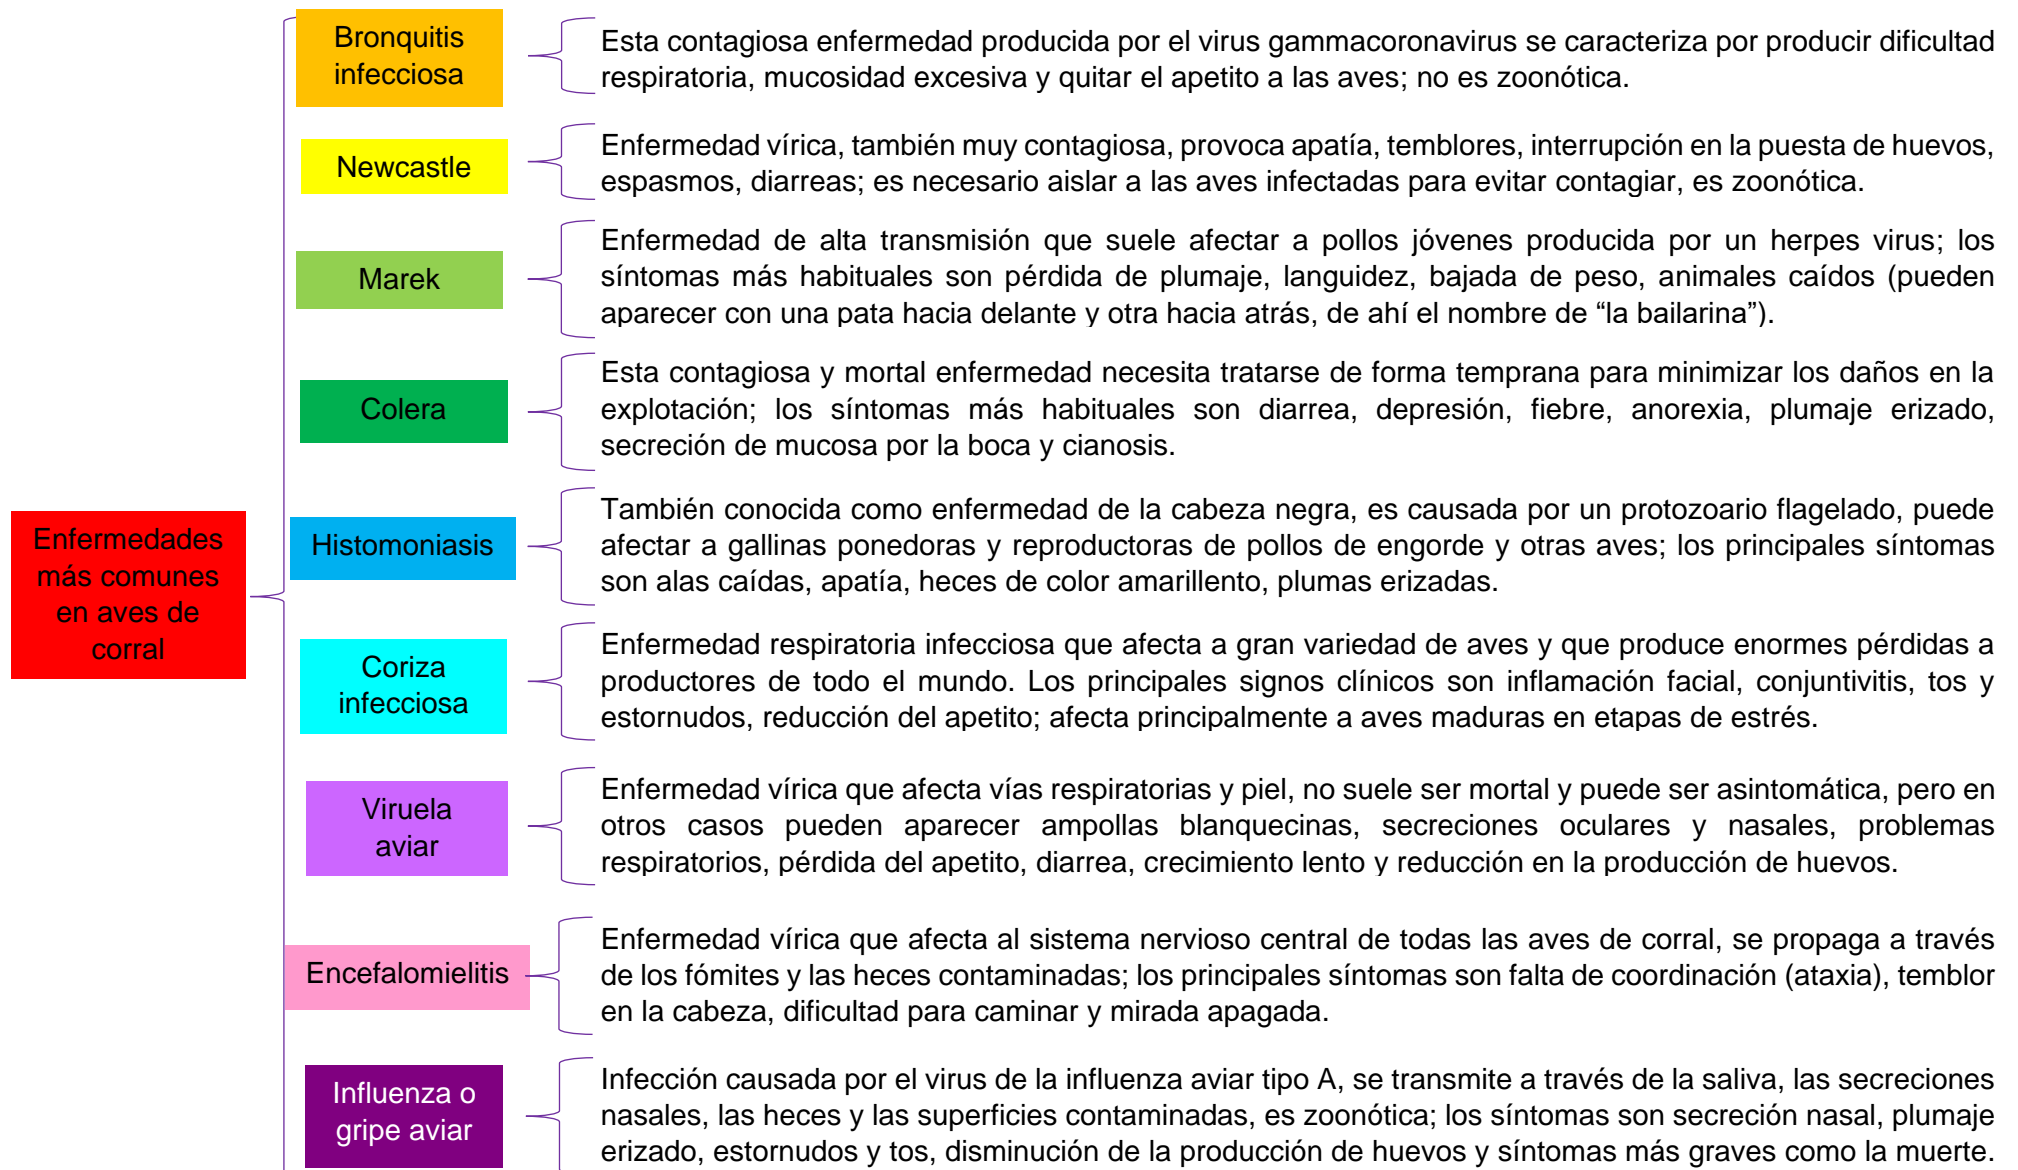 Enfermedades
más comunes
en aves de
corral
Bronquitis
infecciosa
Esta contagiosa enfermedad producida por el virus gammacoronavirus se caracteriza por producir dificultad
respiratoria, mucosidad excesiva y quitar el apetito a las aves; no es zoonótica.
Newcastle
Enfermedad vírica, también muy contagiosa, provoca apatía, temblores, interrupción en la puesta de huevos,
espasmos, diarreas; es necesario aislar a las aves infectadas para evitar contagiar, es zoonótica.
Marek
Enfermedad de alta transmisión que suele afectar a pollos jóvenes producida por un herpes virus; los
síntomas más habituales son pérdida de plumaje, languidez, bajada de peso, animales caídos (pueden
aparecer con una pata hacia delante y otra hacia atrás, de ahí el nombre de “la bailarina”).
Colera
Esta contagiosa y mortal enfermedad necesita tratarse de forma temprana para minimizar los daños en la
explotación; los síntomas más habituales son diarrea, depresión, fiebre, anorexia, plumaje erizado,
secreción de mucosa por la boca y cianosis.
Histomoniasis
También conocida como enfermedad de la cabeza negra, es causada por un protozoario flagelado, puede
afectar a gallinas ponedoras y reproductoras de pollos de engorde y otras aves; los principales síntomas
son alas caídas, apatía, heces de color amarillento, plumas erizadas.
Coriza
infecciosa
Enfermedad respiratoria infecciosa que afecta a gran variedad de aves y que produce enormes pérdidas a
productores de todo el mundo. Los principales signos clínicos son inflamación facial, conjuntivitis, tos y
estornudos, reducción del apetito; afecta principalmente a aves maduras en etapas de estrés.
Viruela
aviar
Enfermedad vírica que afecta vías respiratorias y piel, no suele ser mortal y puede ser asintomática, pero en
otros casos pueden aparecer ampollas blanquecinas, secreciones oculares y nasales, problemas
respiratorios, pérdida del apetito, diarrea, crecimiento lento y reducción en la producción de huevos.
Encefalomielitis
Enfermedad vírica que afecta al sistema nervioso central de todas las aves de corral, se propaga a través
de los fómites y las heces contaminadas; los principales síntomas son falta de coordinación (ataxia), temblor
en la cabeza, dificultad para caminar y mirada apagada.
Influenza o
gripe aviar
Infección causada por el virus de la influenza aviar tipo A, se transmite a través de la saliva, las secreciones
nasales, las heces y las superficies contaminadas, es zoonótica; los síntomas son secreción nasal, plumaje
erizado, estornudos y tos, disminución de la producción de huevos y síntomas más graves como la muerte.